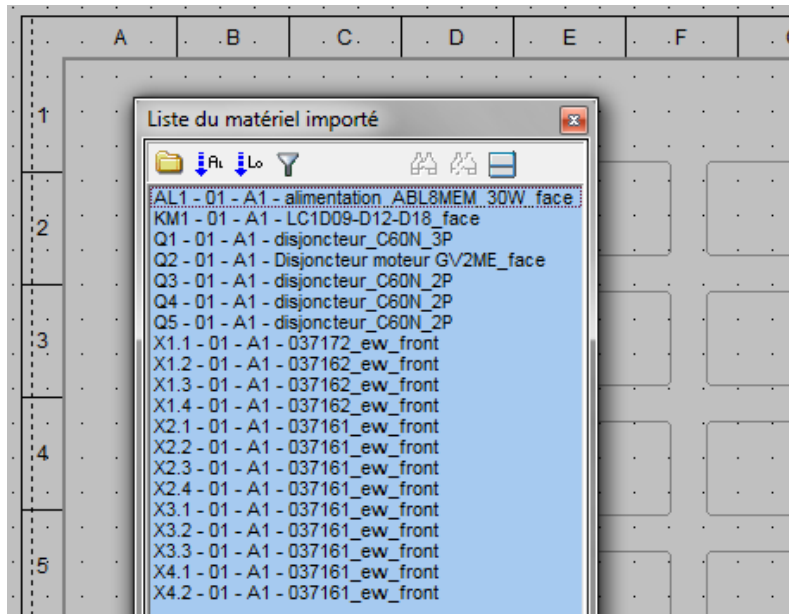 A B C D E F
1
2
3
4
5
Liste du matériel importé
AL1 - 01 - A1 - alimentation_ABL8MEM_30W_face
KM1 - 01 - A1 - LC1D09-D12-D18_face
Q1 - 01 - A1 - disjoncteur_C60N_3P
Q2 - 01 - A1 - Disjoncteur moteur GV2ME_face
Q3 - 01 - A1 - disjoncteur_C60N_2P
Q4 - 01 - A1 - disjoncteur_C60N_2P
Q5 - 01 - A1 - disjoncteur_C60N_2P
X1.1 - 01 - A1 - 037172_ew_front
X1.2 - 01 - A1 - 037162_ew_front
X1.3 - 01 - A1 - 037162_ew_front
X1.4 - 01 - A1 - 037162_ew_front
X2.1 - 01 - A1 - 037161_ew_front
X2.2 - 01 - A1 - 037161_ew_front
X2.3 - 01 - A1 - 037161_ew_front
X2.4 - 01 - A1 - 037161_ew_front
X3.1 - 01 - A1 - 037161_ew_front
X3.2 - 01 - A1 - 037161_ew_front
X3.3 - 01 - A1 - 037161_ew_front
X4.1 - 01 - A1 - 037161_ew_front
X4.2 - 01 - A1 - 037161_ew_front